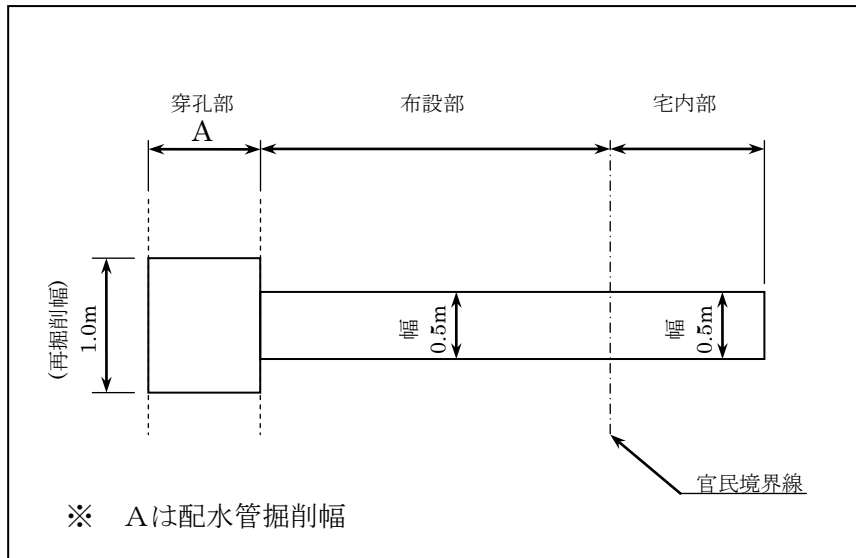 穿孔部
布設部
宅内部
A
(再掘削幅)
1.0m
幅
0.5m
幅
0.5m
官民境界線
※ Aは配水管掘削幅